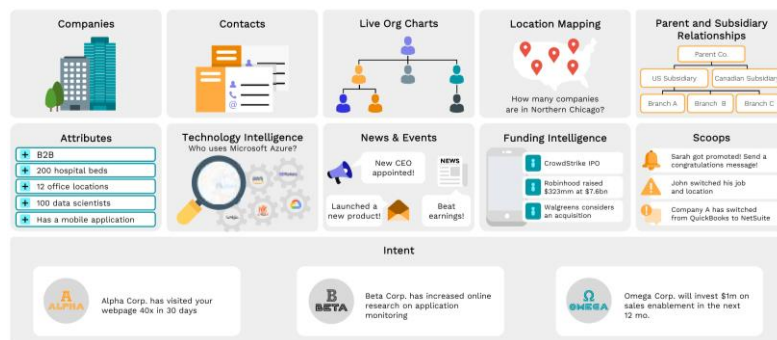 Companies
Contacts
Live Org Charts
Location Mapping
How many companies
are in Northern Chicago?
Parent and Subsidiary
Relationships
Parent Co.
US Subsidary
Canadian Subsidiary
Branch A
Branch B
Branch C
Attributes
B2B
200 hospital beds
12 office locations
100 data scientists
Has a mobile application
Technology Intelligence
Who uses Microsoft Azure?
aws
News & Events
New CEO
appointed!
NEWS
Launched a
new product!
Beat
earnings!
Funding Intelligence
CrowdStrike IPO
Robinhood raised
$323mm at $7.6bn
Walgreens considers
an acquisition
Scoops
Sarah got promoted! Send a
congratulations message!
John switched his job
and location
Company A has switched
from QuickBooks to NetSuite
Intent
A
ALPHA
Alpha Corp. has visited your
webpage 40x in 30 days
B
BETA
Beta Corp. has increased online
research on application
monitoring
Ω
OMEGA
Omega Corp. will invest $1m on
sales enablement in the next
12 mo.